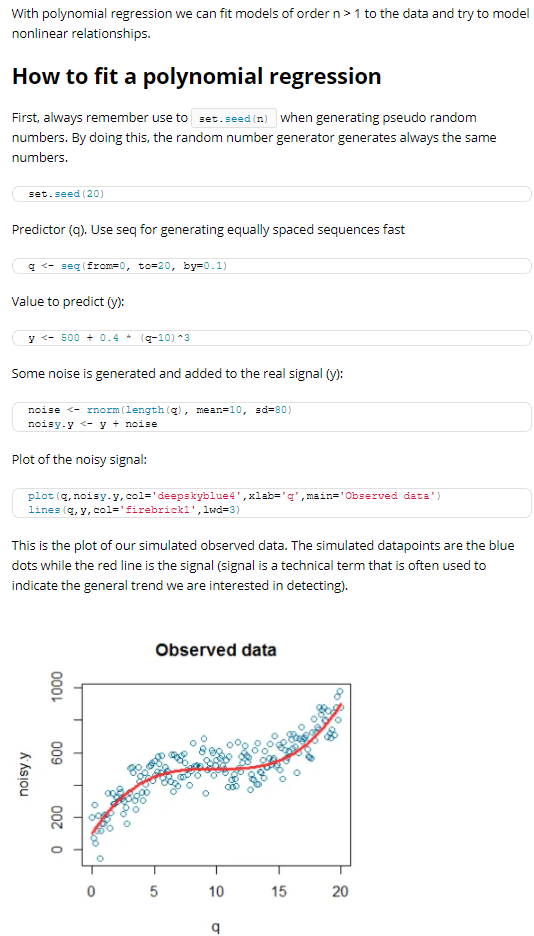 With polynomial regression we can fit models of order n > 1 to the data and try to model
nonlinear relationships.
How to fit a polynomial regression
First, always remember use to set.seed(n) when generating pseudo random
numbers. By doing this, the random number generator generates always the same
numbers.
set.seed(20)
Predictor (q). Use seq for generating equally spaced sequences fast
q <- seq(from=0, to=20, by=0.1)
Value to predict (y):
y <- 500 + 0.4 * (q-10)^3
Some noise is generated and added to the real signal (y):
noise <- rnorm(length(q), mean=10, sd=80)
noisy.y <- y + noise
Plot of the noisy signal:
plot(q,noisy.y,col='deepskyblue4',xlab='q',main='Observed data')
lines(q,y,col='firebrick1',lwd=3)
This is the plot of our simulated observed data. The simulated datapoints are the blue
dots while the red line is the signal (signal is a technical term that is often used to
indicate the general trend we are interested in detecting).
Observed data
noisy.y
1000
600
200
0
0 5 10 15 20
q